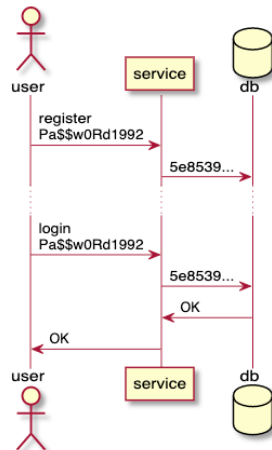 user
service
db
register
Pa$$w0Rd1992
5e8539...
login
Pa$$w0Rd1992
5e8539...
OK
OK
user
service
db